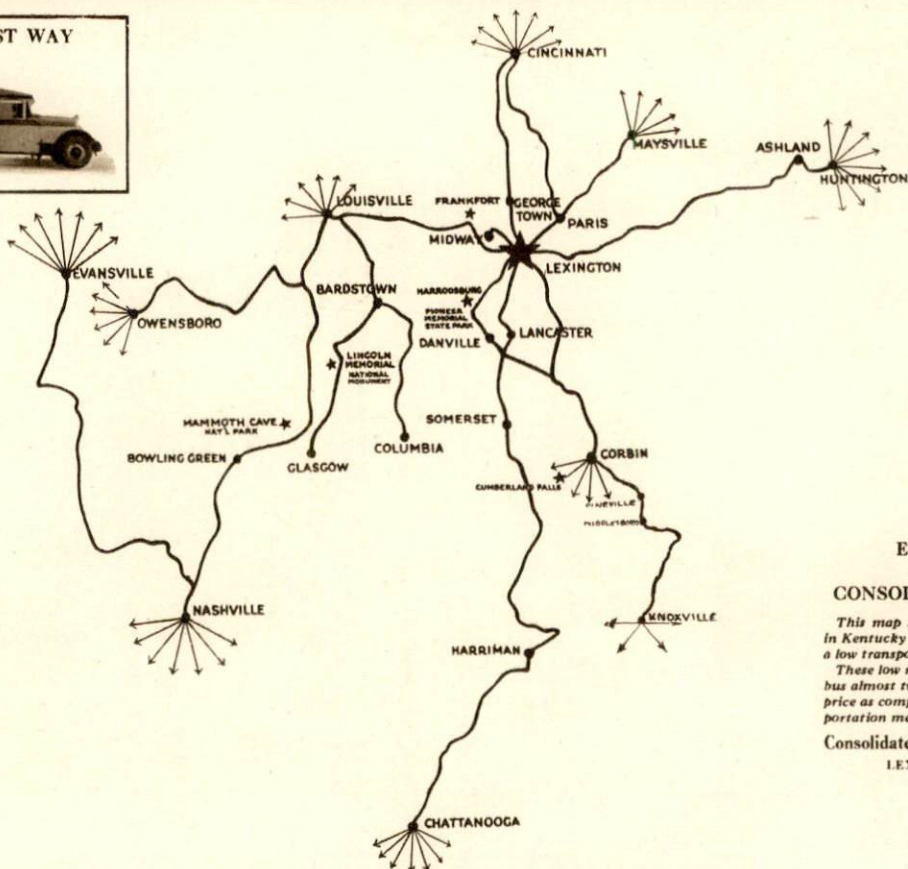 ST WAY
CINCINNATI
MAYSVILLE
ASHLAND
HUNTINGTON
LOUISVILLE
FRANKFORT
GEORGE
TOWN
PARIS
MIDWAY
LEXINGTON
EVANSVILLE
OWENSBORO
BARDSTOWN
HARRODSBURG
PIONEER
MEMORIAL
STATE PARK
DANVILLE
LANCASTER
LINCOLN
MEMORIAL
NATIONAL
MONUMENT
MAMMOTH CAVE
NAT'L PARK
BOWLING GREEN
GLASGOW
COLUMBIA
SOMERSET
CORBIN
CUMBERLAND FALLS
PINEVILLE
MIDDLESBORO
NASHVILLE
KNOXVILLE
HARRIMAN
CHATTANOOGA
E
CONSOL
This map
in Kentucky
a low transpo
These low
bus almost
price as comp
portation me
Consolidate
LEX